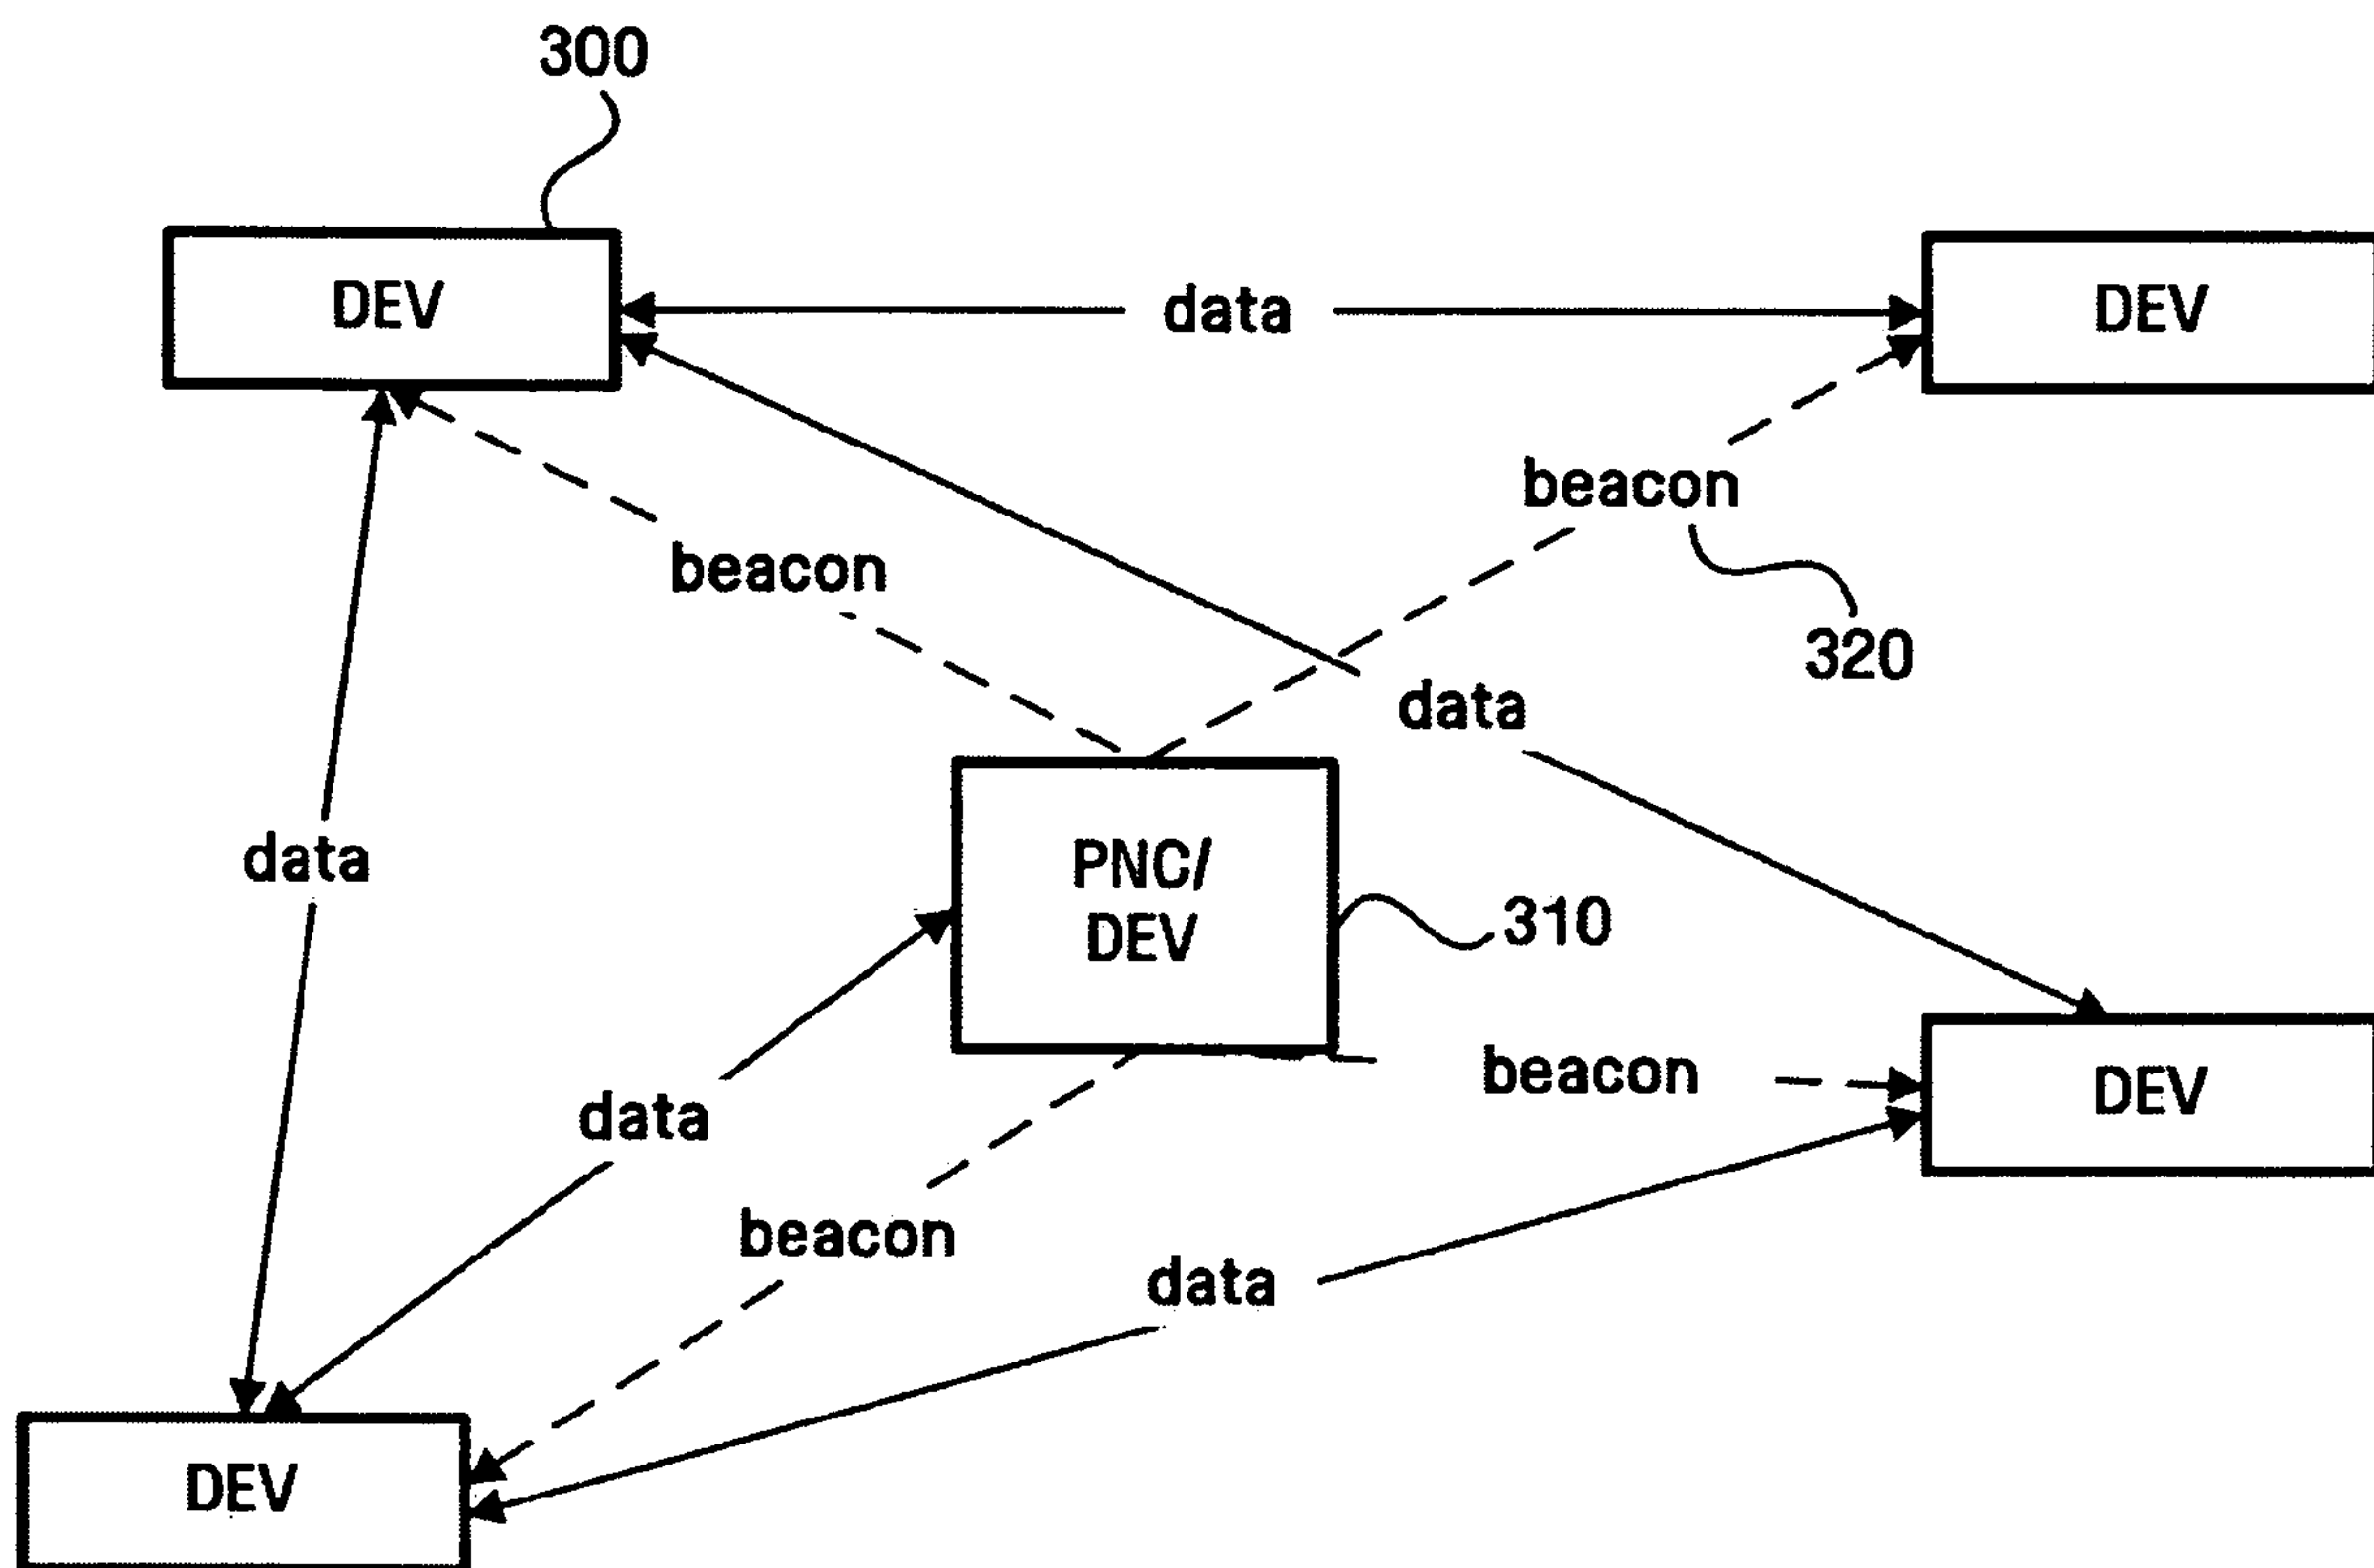 300
DEV
data
DEV
beacon
beacon
320
data
PNC/
DEV
310
data
beacon
DEV
data
beacon
data
DEV